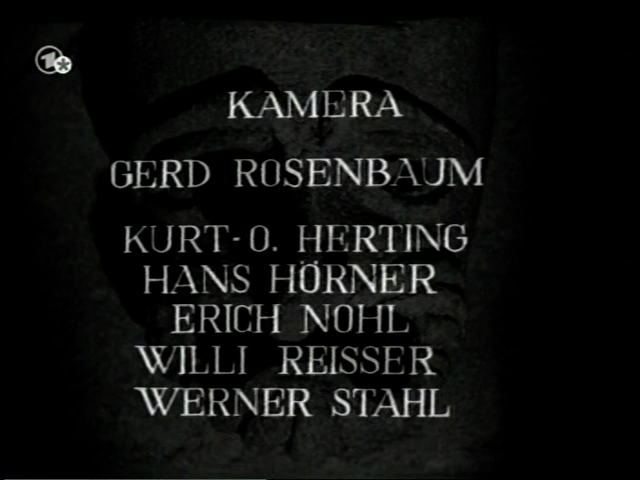 KAMERA
GERD ROSENBAUM
KURT-O. HERTING
HANS HÖRNER
ERICH NOHL
WILLI REISSER
WERNER STAHL